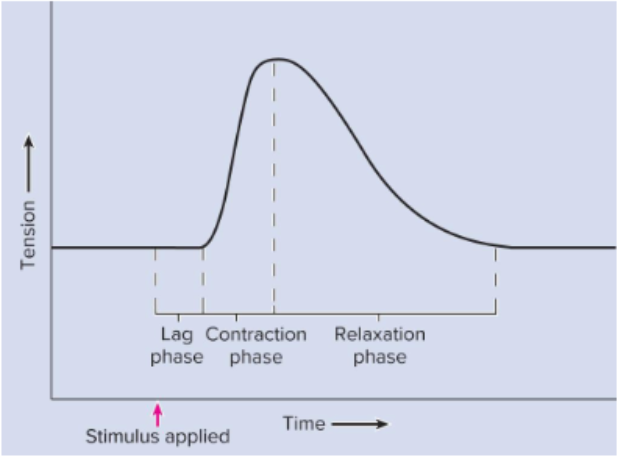 Tension
Lag phase
Contraction phase
Relaxation phase
Stimulus applied
Time